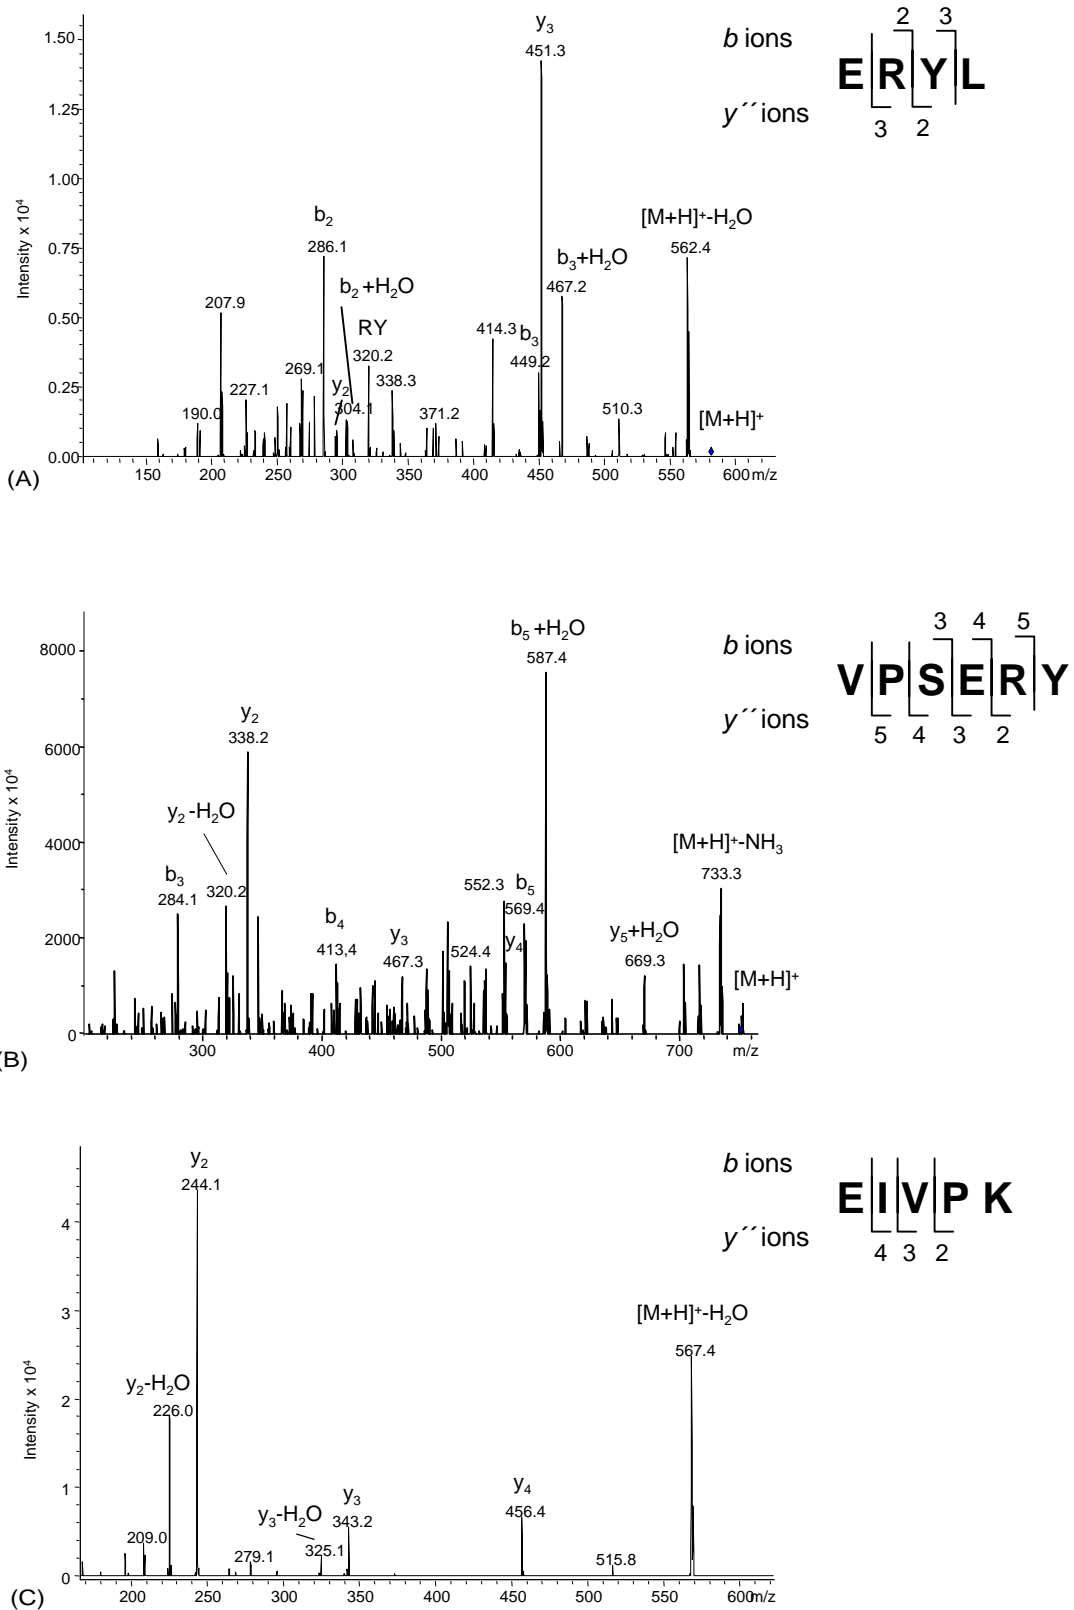 y3
451.3
1.50
1.25
1.00
0.75
0.50
0.25
0.00
Intensity x 10^4
b ions
y´´ ions
2 3
E R Y L
3 2
[M+H]+-H2O
562.4
b2
286.1
b3+H2O
467.2
b2 +H2O
207.9
RY
320.2
414.3
b3
449.2
269.1
338.3
227.1
y2
304.1
190.0
371.2
510.3
[M+H]+
150 200 250 300 350 400 450 500 550 600 m/z
(A)
b5 +H2O
587.4
8000
6000
4000
2000
0
Intensity x 10^4
b ions
y´´ ions
3 4 5
V P S E R Y
5 4 3 2
y2
338.2
y2 -H2O
320.2
b3
284.1
[M+H]+-NH3
733.3
552.3
b5
569.4
b4
413,4
y3
467.3
524.4
y4
y5+H2O
669.3
[M+H]+
300 400 500 600 700 m/z
(B)
y2
244.1
4
3
2
1
0
Intensity x 10^4
b ions
y´´ ions
E I V P K
4 3 2
[M+H]+-H2O
567.4
y2-H2O
226.0
y4
456.4
y3
343.2
y3-H2O
325.1
209.0
279.1
515.8
200 250 300 350 400 450 500 550 600 m/z
(C)